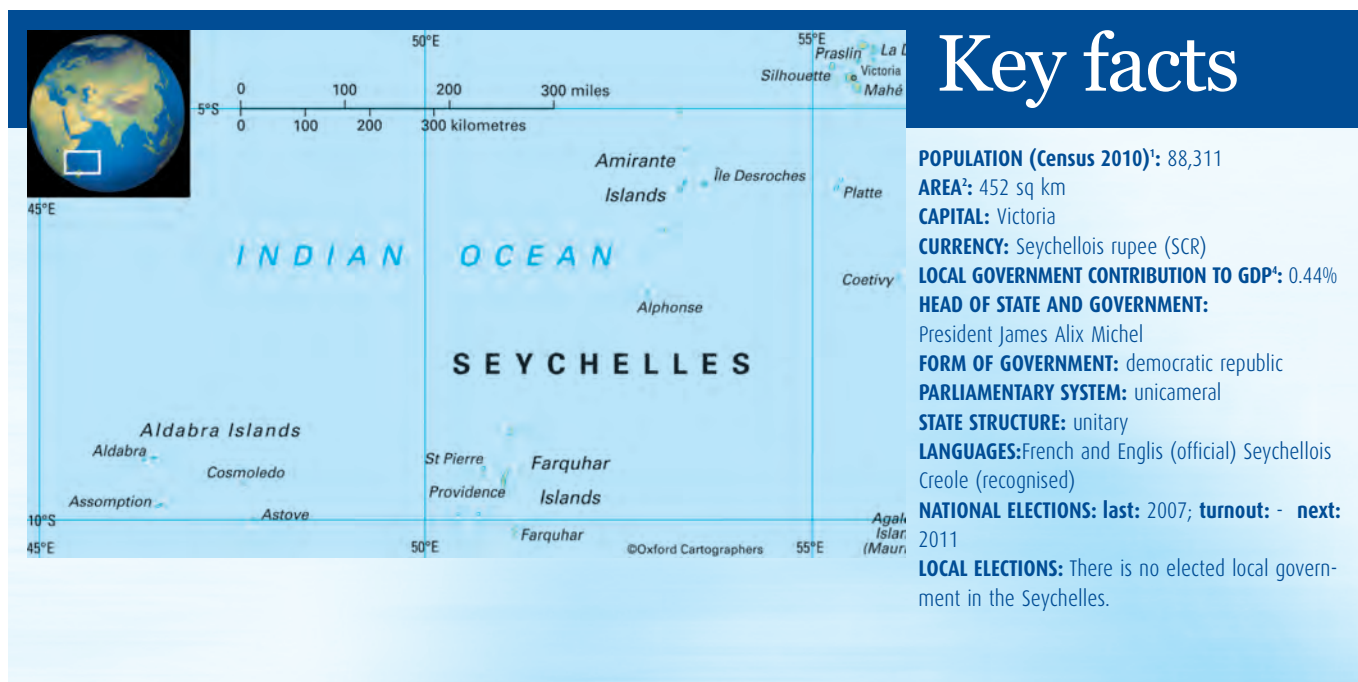 50°E
55°E
Praslin
La D
Silhouette
Victoria
Mahé
0 100 200 300 miles
5°S
0 100 200 300 kilometres
Amirante
Islands
Île Desroches
Platte
45°E
INDIAN OCEAN
Coetivy
Alphonse
SEYCHELLES
Aldabra Islands
Aldabra
Cosmoledo
St Pierre
Farquhar
Islands
Providence
Assomption
Astove
10°S
Farquhar
Agale
Islan
(Mauri
45°E
50°E
©Oxford Cartographers
55°E
Key facts
POPULATION (Census 2010)¹: 88,311
AREA²: 452 sq km
CAPITAL: Victoria
CURRENCY: Seychellois rupee (SCR)
LOCAL GOVERNMENT CONTRIBUTION TO GDP⁴: 0.44%
HEAD OF STATE AND GOVERNMENT:
President James Alix Michel
FORM OF GOVERNMENT: democratic republic
PARLIAMENTARY SYSTEM: unicameral
STATE STRUCTURE: unitary
LANGUAGES:French and Englis (official) Seychellois
Creole (recognised)
NATIONAL ELECTIONS: last: 2007; turnout: - next:
2011
LOCAL ELECTIONS: There is no elected local govern-
ment in the Seychelles.